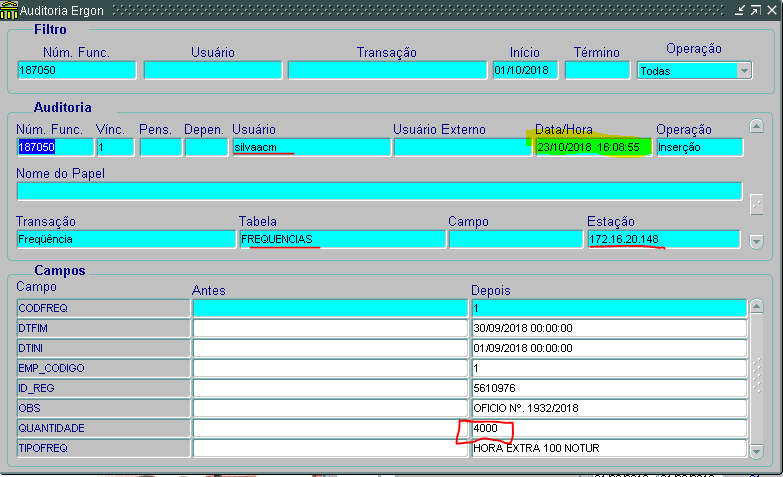 Auditoria Ergon
Filtro
Núm. Func. Usuário Transação Início Término Operação
187050 01/10/2018 Todas
Auditoria
Núm. Func. Vínc. Pens. Depen. Usuário Usuário Externo Data/Hora Operação
187050 1 silvaacm 23/10/2018 16:08:55 Inserção
Nome do Papel
Transação Tabela Campo Estação
Freqüência FREQUENCIAS 172.16.20.148
Campos
Campo Antes Depois
CODFREQ 1
DTFIM 30/09/2018 00:00:00
DTINI 01/09/2018 00:00:00
EMP_CODIGO 1
ID_REG 5610976
OBS OFICIO Nº. 1932/2018
QUANTIDADE 4000
TIPOFREQ HORA EXTRA 100 NOTUR